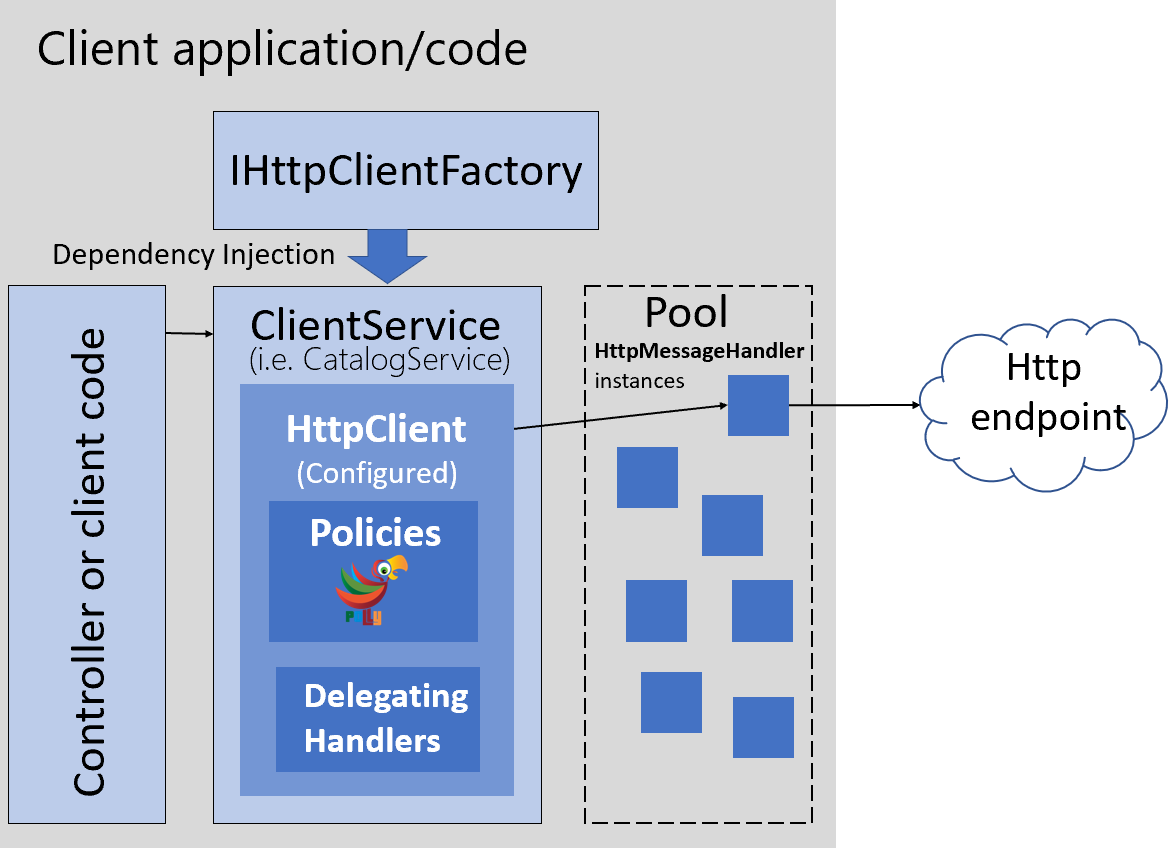 Client application/code
IHttpClientFactory
Dependency Injection
Controller or client code
ClientService
(i.e. CatalogService)
HttpClient
(Configured)
Policies
Polly
Delegating
Handlers
Pool
HttpMessageHandler
instances
Http
endpoint